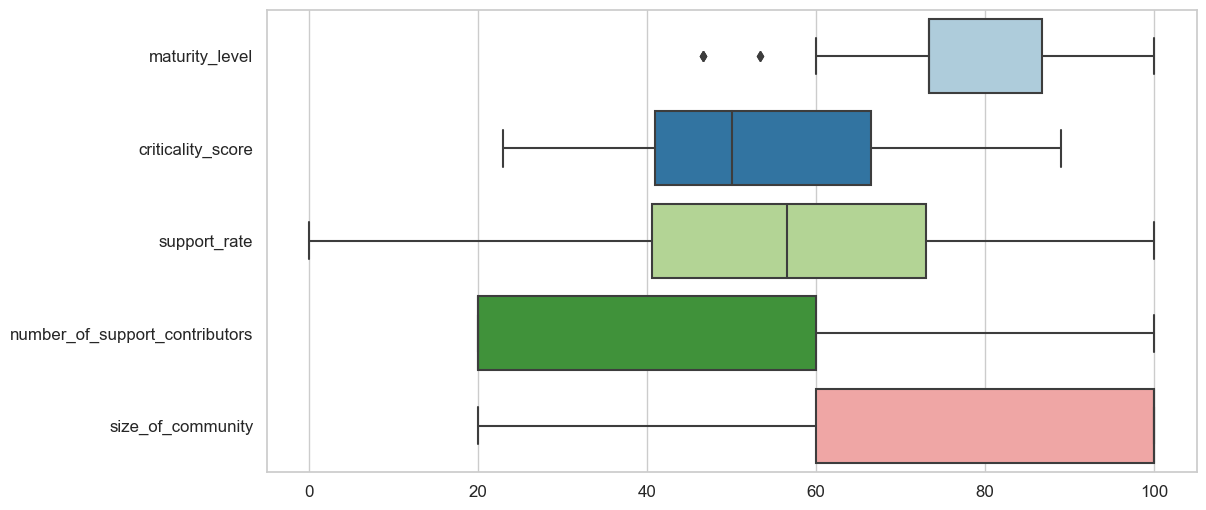 maturity_level
criticality_score
support_rate
number_of_support_contributors
size_of_community
0 20 40 60 80 100